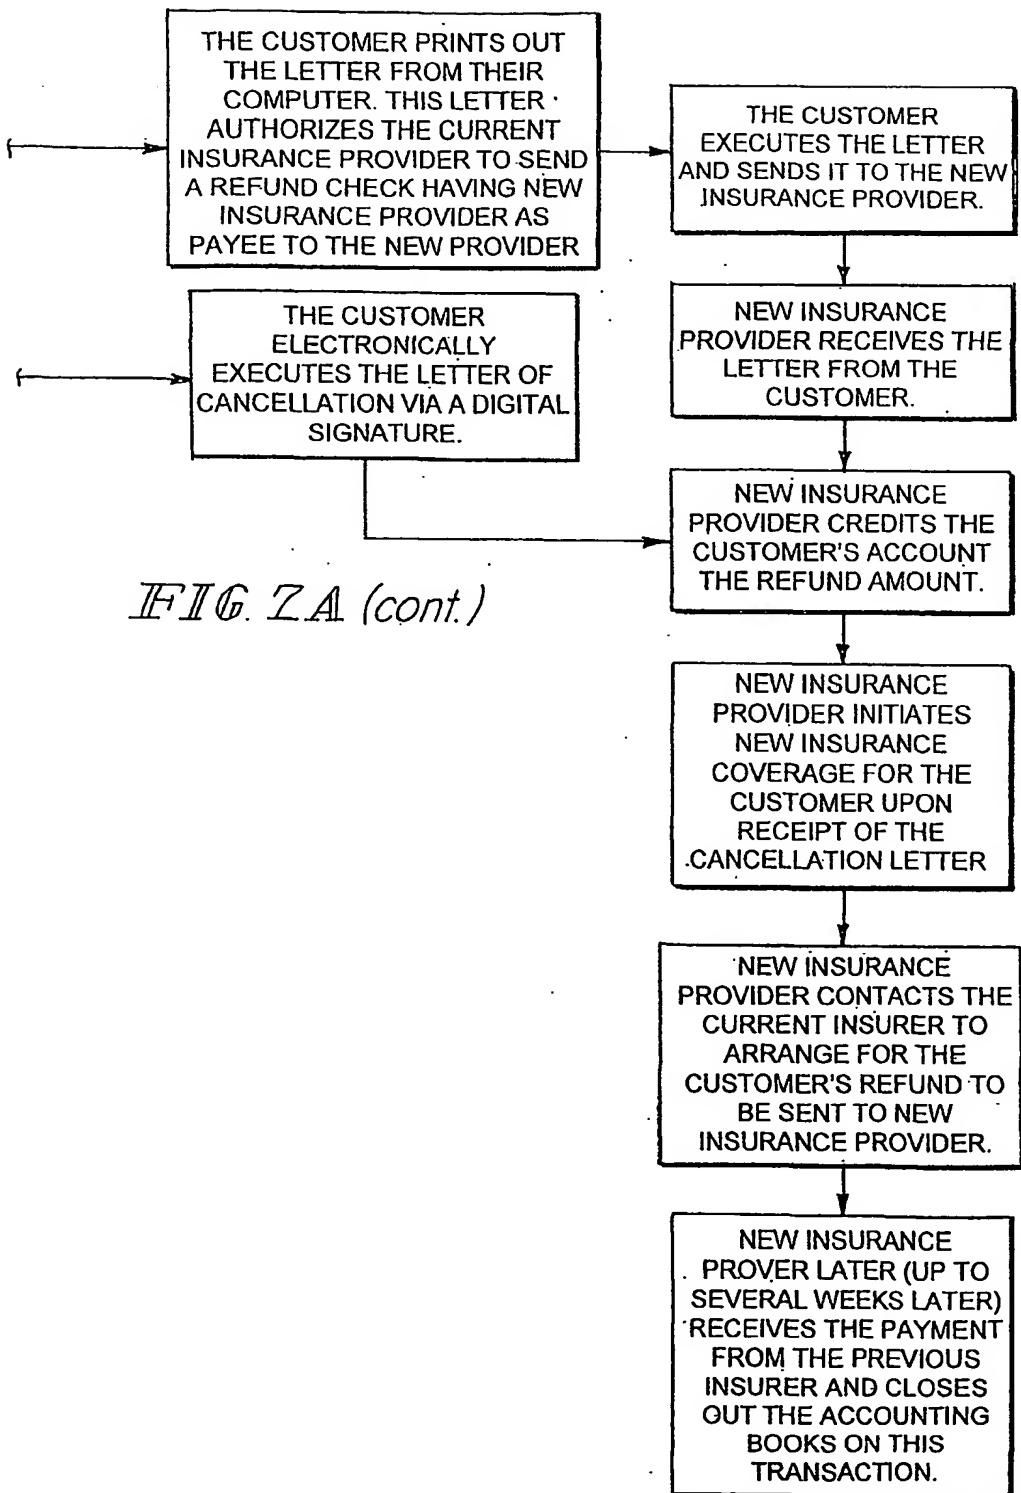 THE CUSTOMER PRINTS OUT
THE LETTER FROM THEIR
COMPUTER. THIS LETTER
AUTHORIZES THE CURRENT
INSURANCE PROVIDER TO SEND
A REFUND CHECK HAVING NEW
INSURANCE PROVIDER AS
PAYEE TO THE NEW PROVIDER
THE CUSTOMER
EXECUTES THE LETTER
AND SENDS IT TO THE NEW
INSURANCE PROVIDER.
THE CUSTOMER
ELECTRONICALLY
EXECUTES THE LETTER OF
CANCELLATION VIA A DIGITAL
SIGNATURE.
NEW INSURANCE
PROVIDER RECEIVES THE
LETTER FROM THE
CUSTOMER.
NEW INSURANCE
PROVIDER CREDITS THE
CUSTOMER'S ACCOUNT
THE REFUND AMOUNT.
FIG. 2A (cont.)
NEW INSURANCE
PROVIDER INITIATES
NEW INSURANCE
COVERAGE FOR THE
CUSTOMER UPON
RECEIPT OF THE
CANCELLATION LETTER
NEW INSURANCE
PROVIDER CONTACTS THE
CURRENT INSURER TO
ARRANGE FOR THE
CUSTOMER'S REFUND TO
BE SENT TO NEW
INSURANCE PROVIDER.
NEW INSURANCE
PROVER LATER (UP TO
SEVERAL WEEKS LATER)
RECEIVES THE PAYMENT
FROM THE PREVIOUS
INSURER AND CLOSES
OUT THE ACCOUNTING
BOOKS ON THIS
TRANSACTION.